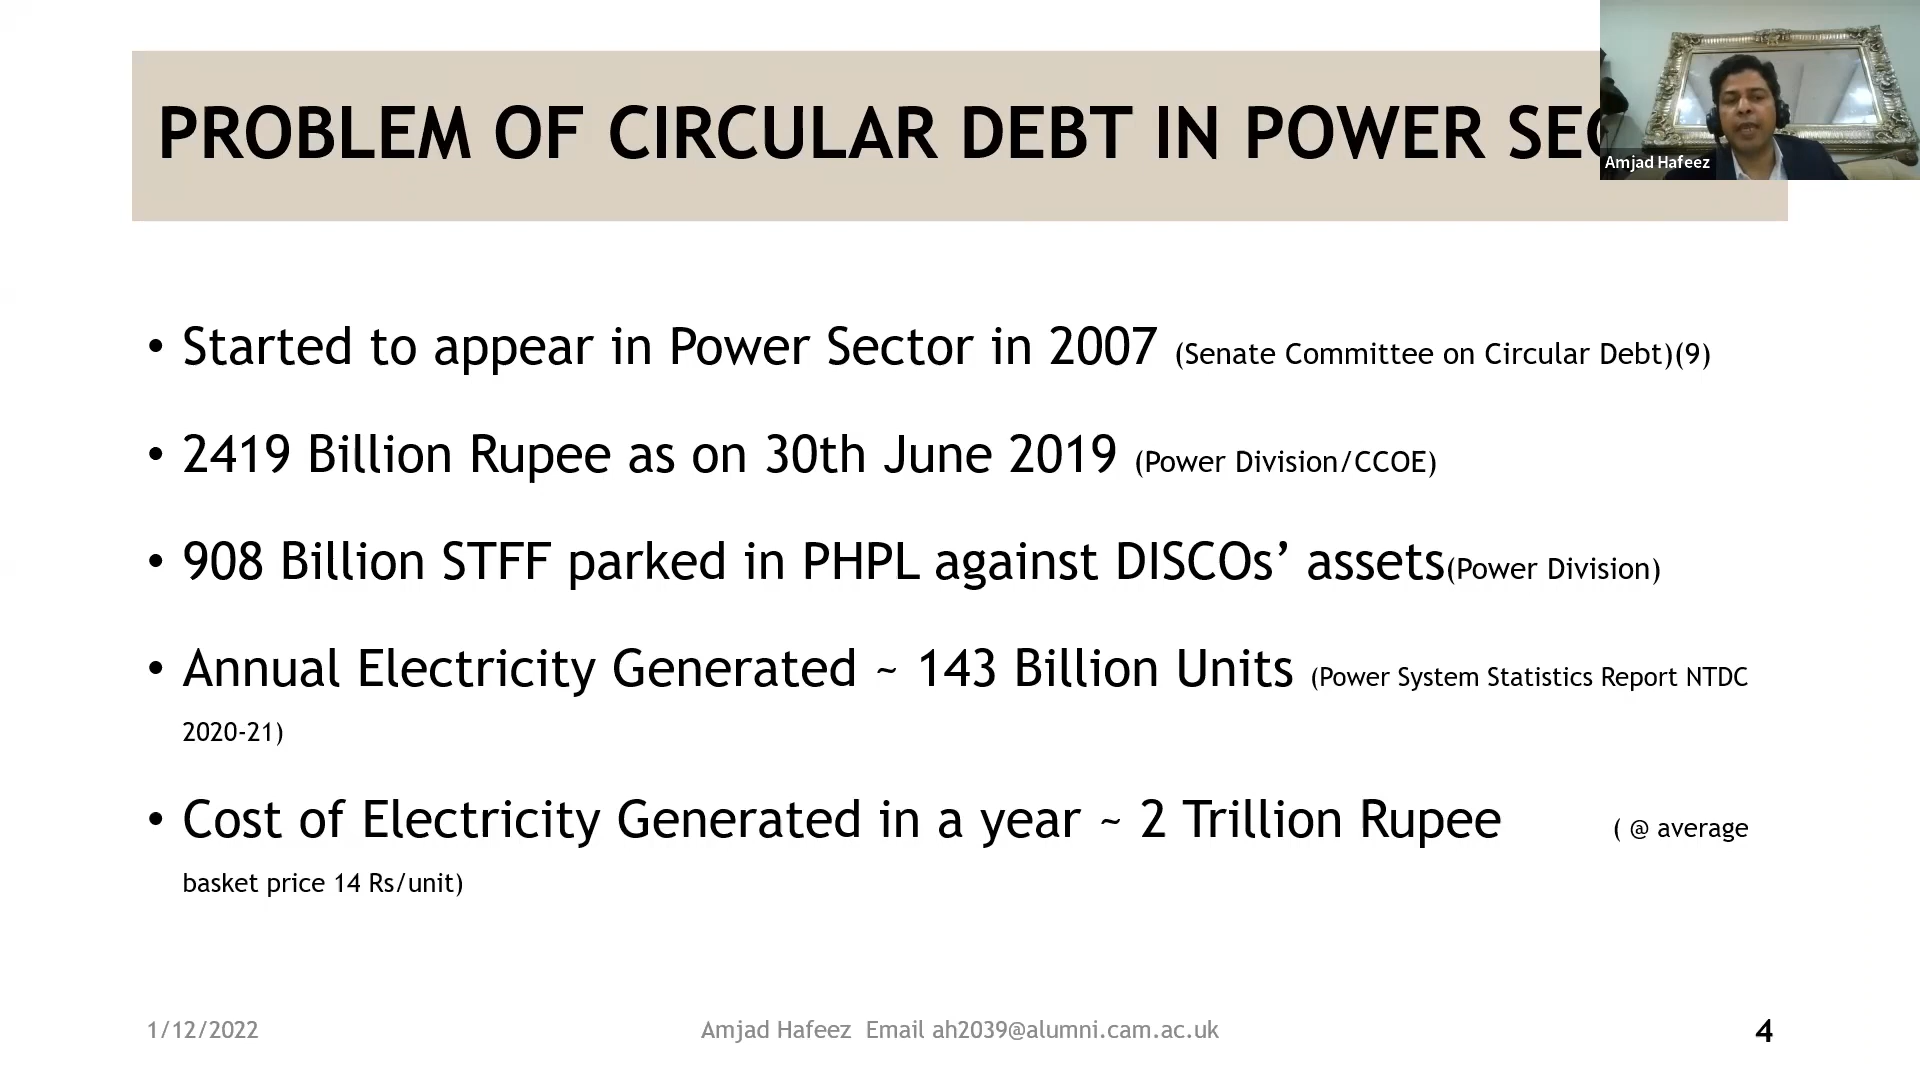 PROBLEM OF CIRCULAR DEBT IN POWER
Amjad Hafeez
• Started to appear in Power Sector in 2007 (Senate Committee on Circular Debt)(9)
• 2419 Billion Rupee as on 30th June 2019 (Power Division/CCOE)
• 908 Billion STFF parked in PHPL against DISCOs’ assets(Power Division)
• Annual Electricity Generated ~ 143 Billion Units (Power System Statistics Report NTDC
2020-21)
• Cost of Electricity Generated in a year ~ 2 Trillion Rupee ( @ average
basket price 14 Rs/unit)
1/12/2022 Amjad Hafeez Email ah2039@alumni.cam.ac.uk 4